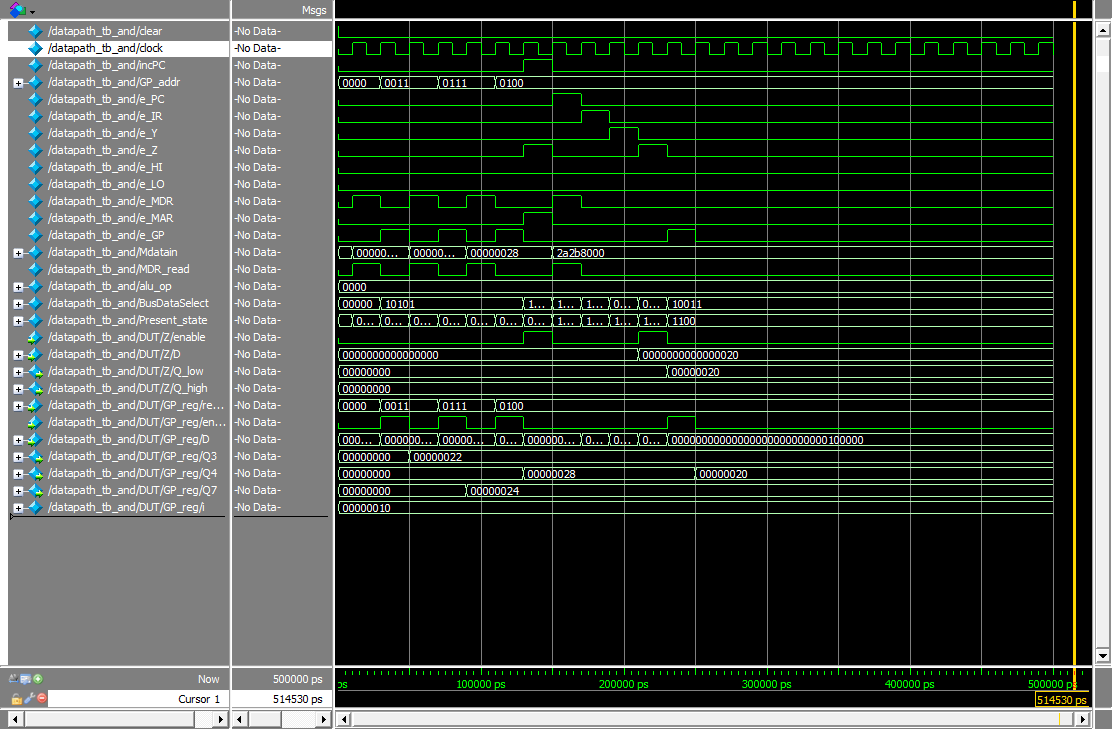 Msgs
/datapath_tb_and/clear -No Data-
/datapath_tb_and/clock -No Data-
/datapath_tb_and/incPC -No Data-
/datapath_tb_and/GP_addr -No Data- 0000 0011 0111 0100
/datapath_tb_and/e_PC -No Data-
/datapath_tb_and/e_IR -No Data-
/datapath_tb_and/e_Y -No Data-
/datapath_tb_and/e_Z -No Data-
/datapath_tb_and/e_HI -No Data-
/datapath_tb_and/e_LO -No Data-
/datapath_tb_and/e_MDR -No Data-
/datapath_tb_and/e_MAR -No Data-
/datapath_tb_and/e_GP -No Data-
/datapath_tb_and/Mdatain -No Data- 00000... 00000... 00000028 2a2b8000
/datapath_tb_and/MDR_read -No Data-
/datapath_tb_and/alu_op -No Data- 0000
/datapath_tb_and/BusDataSelect -No Data- 00000 10101 1... 1... 1... 0... 0... 10011
/datapath_tb_and/Present_state -No Data- 0... 0... 0... 0... 0... 0... 0... 1... 1... 1... 1... 1100
/datapath_tb_and/DUT/Z/enable -No Data-
/datapath_tb_and/DUT/Z/D -No Data- 0000000000000000 0000000000000020
/datapath_tb_and/DUT/Z/Q_low -No Data- 00000000 00000020
/datapath_tb_and/DUT/Z/Q_high -No Data- 00000000
/datapath_tb_and/DUT/GP_reg/re... -No Data- 0000 0011 0111 0100
/datapath_tb_and/DUT/GP_reg/en... -No Data-
/datapath_tb_and/DUT/GP_reg/D -No Data- 000... 000000... 00000... 0... 000000... 0... 0... 0... 00000000000000000000000000100000
/datapath_tb_and/DUT/GP_reg/Q3 -No Data- 00000000 00000022
/datapath_tb_and/DUT/GP_reg/Q4 -No Data- 00000000 00000028 00000020
/datapath_tb_and/DUT/GP_reg/Q7 -No Data- 00000000 00000024
/datapath_tb_and/DUT/GP_reg/i -No Data- 00000010
Now 500000 ps ps 100000 ps 200000 ps 300000 ps 400000 ps 500000 ps
Cursor 1 514530 ps 514530 ps